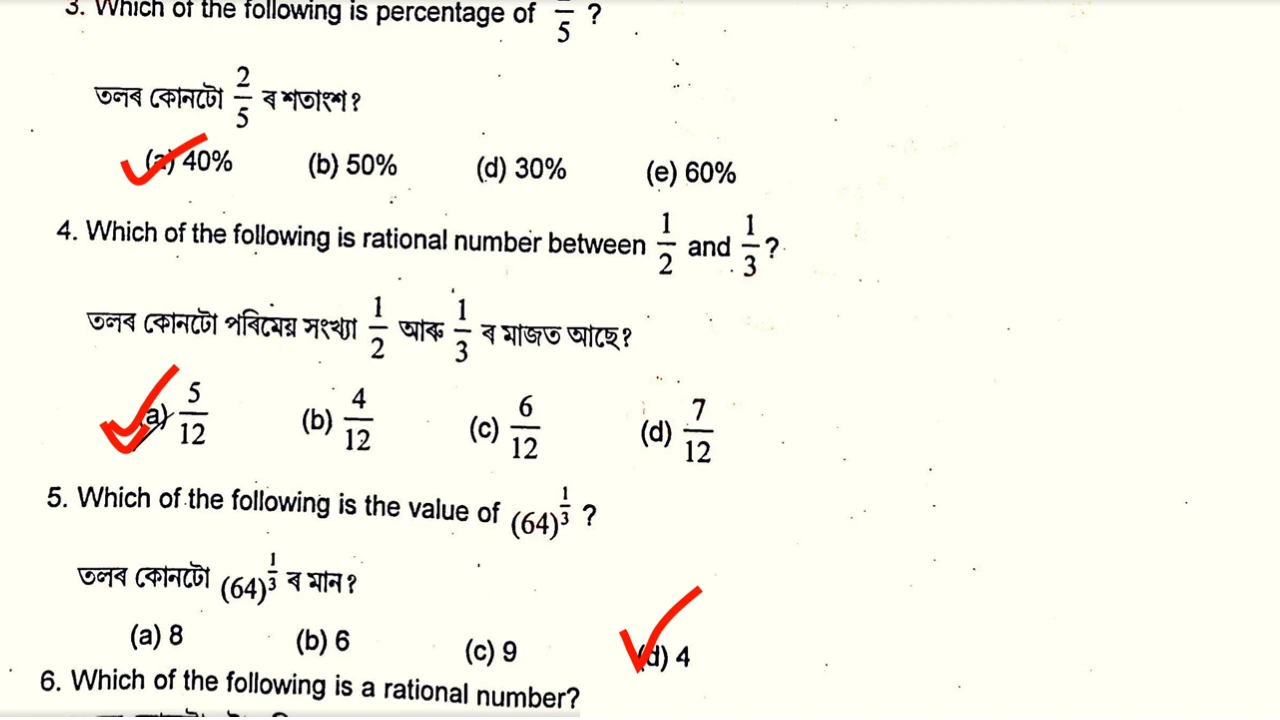 3. Which of the following is percentage of 2/5 ?
তলৰ কোনটো 2/5 ৰ শতাংশ?
(a) 40% (b) 50% (d) 30% (e) 60%
4. Which of the following is rational number between 1/2 and 1/3?
তলৰ কোনটো পৰিমেয় সংখ্যা 1/2 আৰু 1/3 ৰ মাজত আছে?
(a) 5/12 (b) 4/12 (c) 6/12 (d) 7/12
5. Which of the following is the value of (64)^1/3 ?
তলৰ কোনটো (64)^1/3 ৰ মান?
(a) 8 (b) 6 (c) 9 (d) 4
6. Which of the following is a rational number?